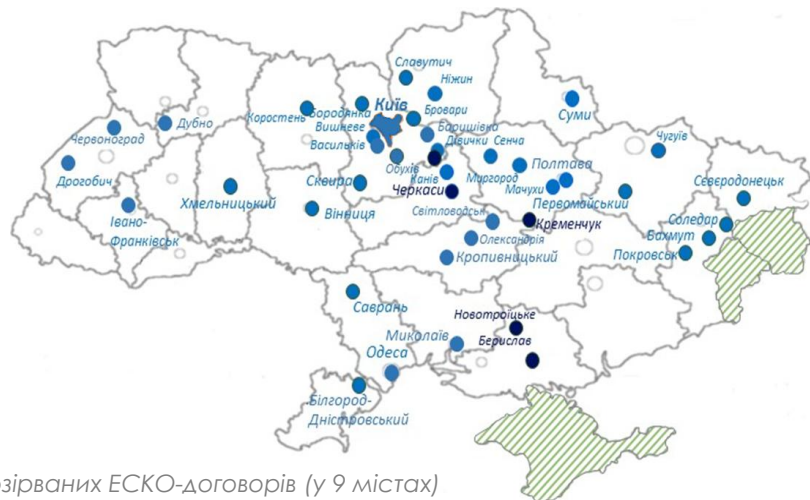 Славутич
Ніжин
Київ
Бородянка
Коростень
Бровари
Суми
Вишневе
Баришівка
Дубно
Червоноград
Васильків
Дівички
Сенча
Чугуїв
Обухів
Полтава
Дрогобич
Канів
Миргород
Мачухи
Сєвєродонецьк
Сквира
Черкаси
Первомайський
Хмельницький
Вінниця
Світловодськ
Кременчук
Соледар
Івано-
Франківськ
Бахмут
Олександрія
Покровськ
Кропивницький
Саврань
Новотроїцьке
Миколаїв
Берислав
Одеса
Білгород-
Дністровський
ЕСКО-договорів (у 9 містах)